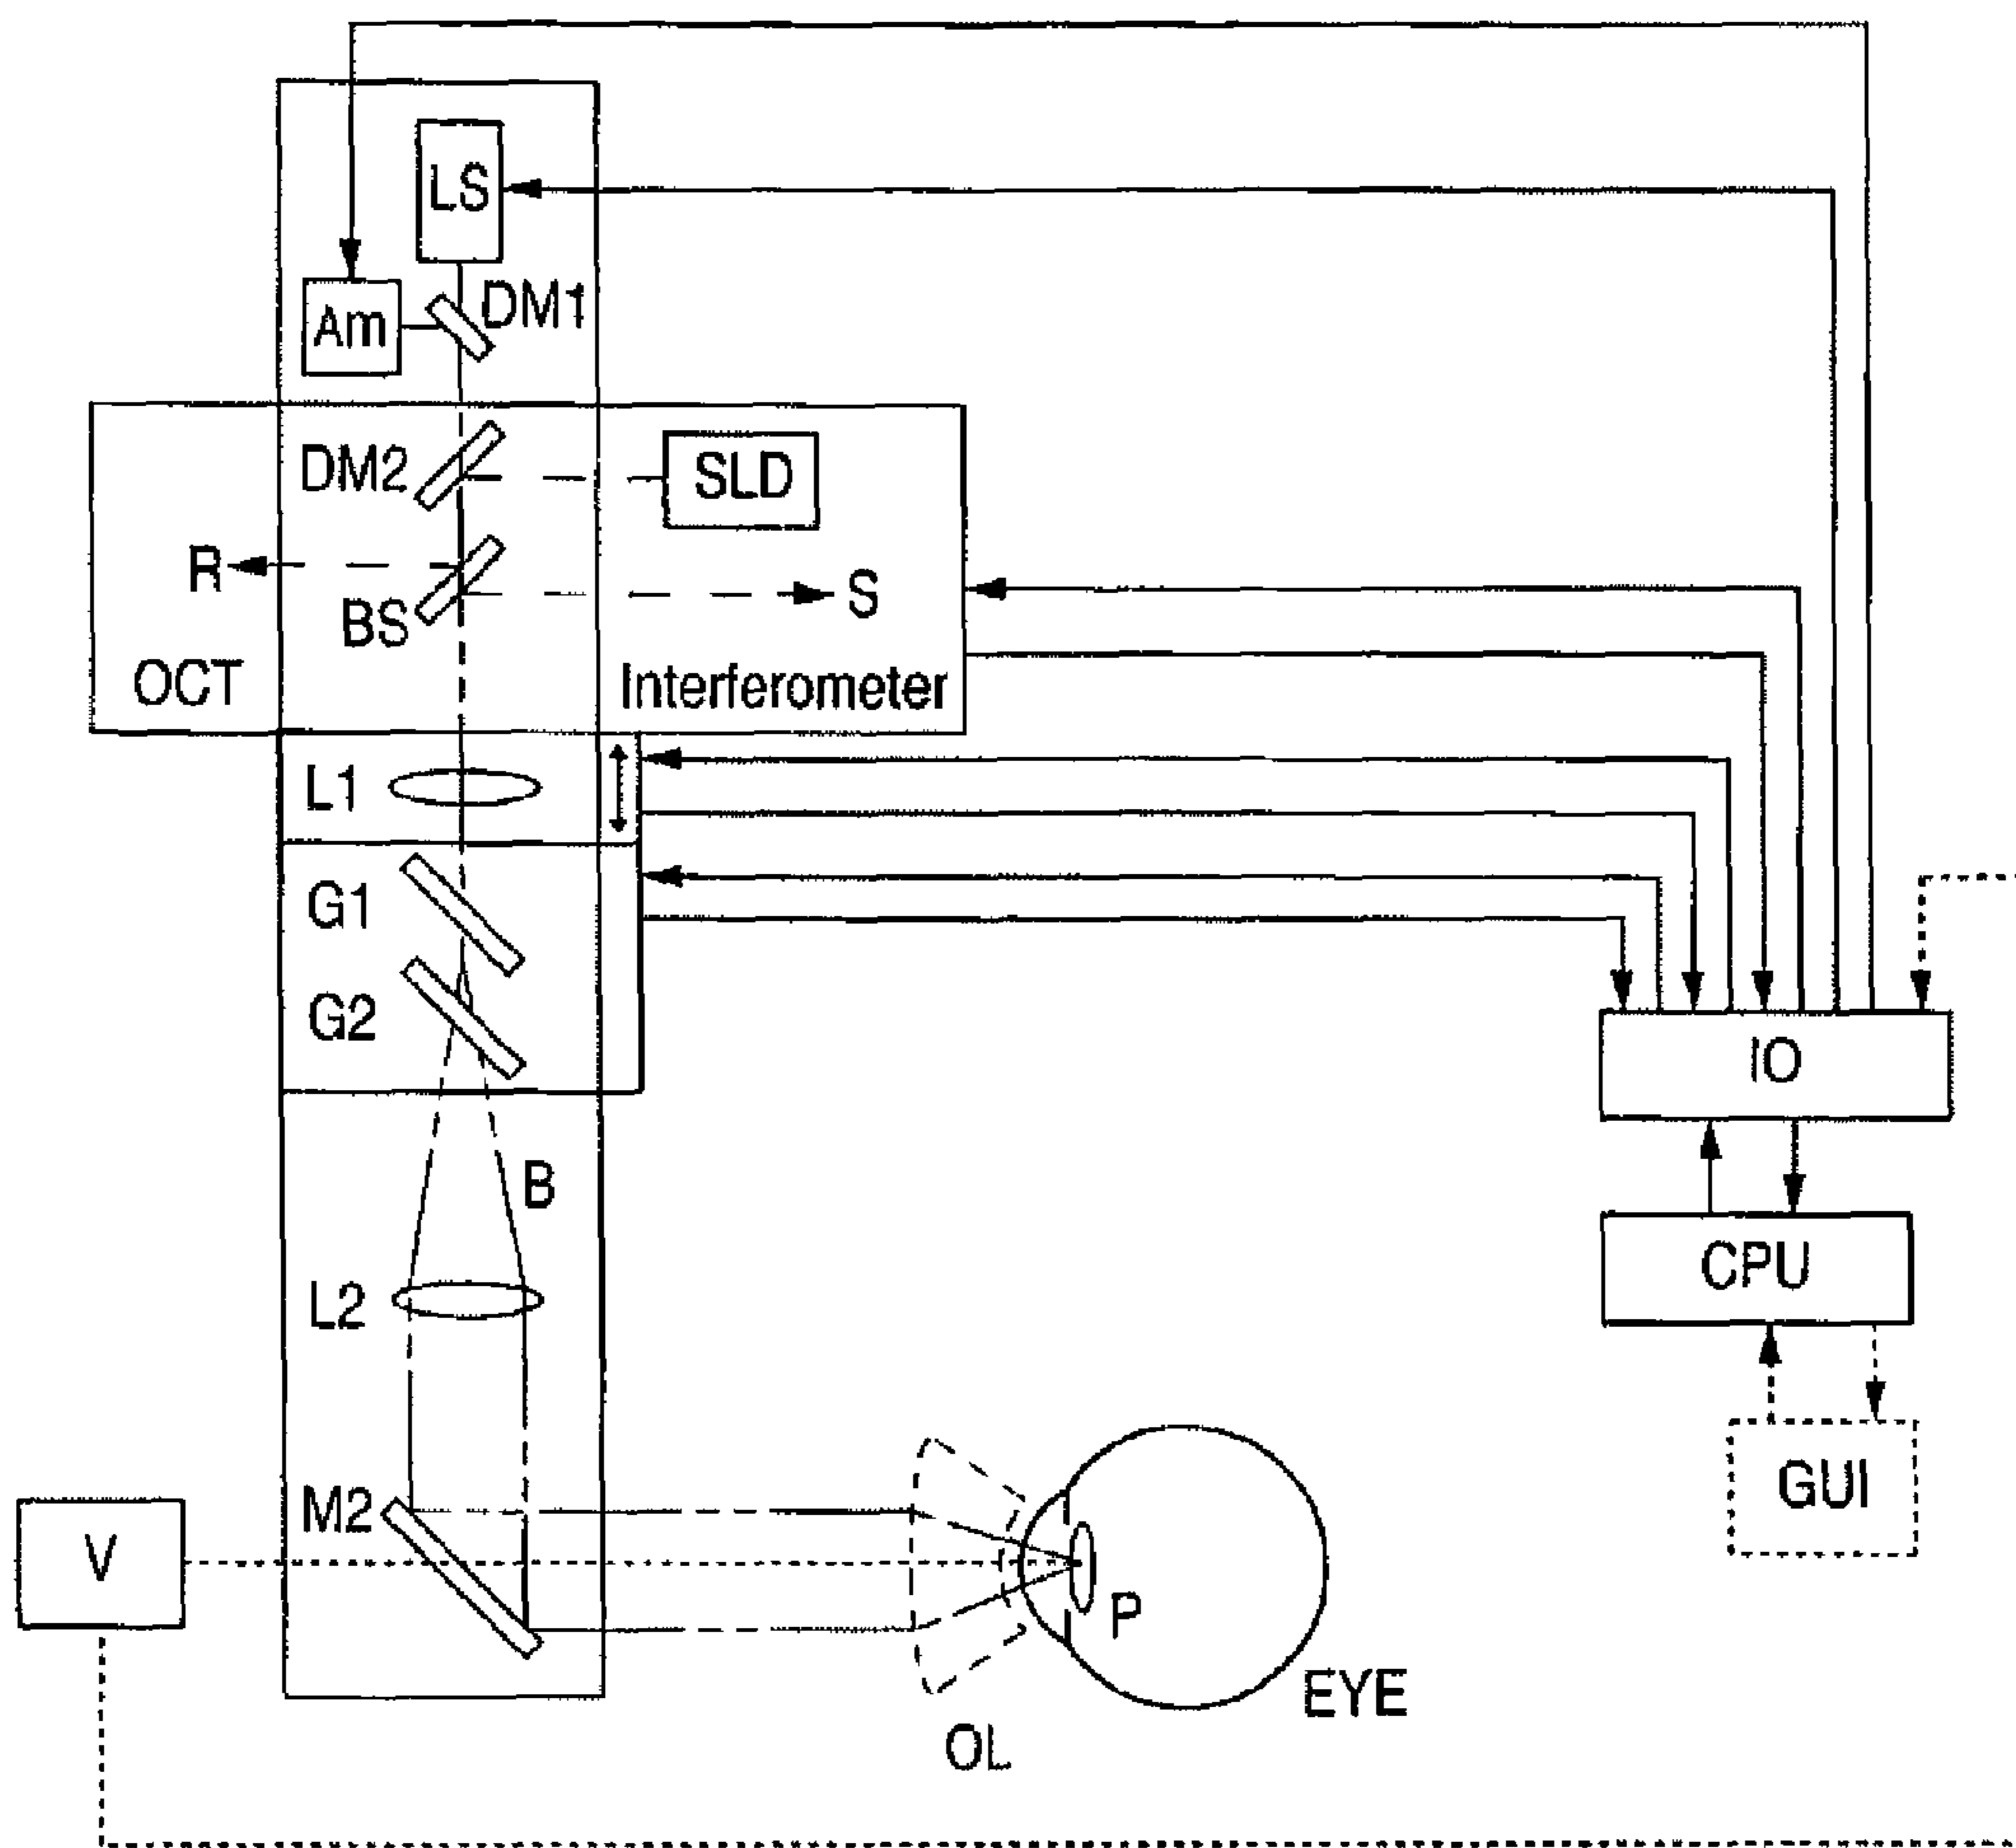 LS
DM1
Am
DM2
SLD
R
S
BS
OCT
Interferometer
L1
G1
G2
IO
B
CPU
L2
GUI
M2
V
P
EYE
OL